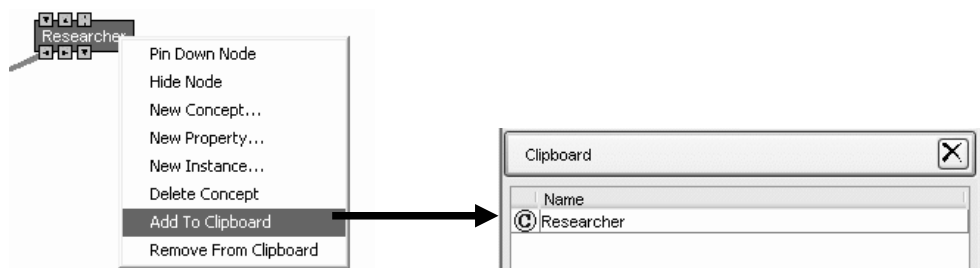 Researcher
Pin Down Node
Hide Node
New Concept...
New Property...
New Instance...
Delete Concept
Add To Clipboard
Remove From Clipboard
Clipboard
Name
C Researcher